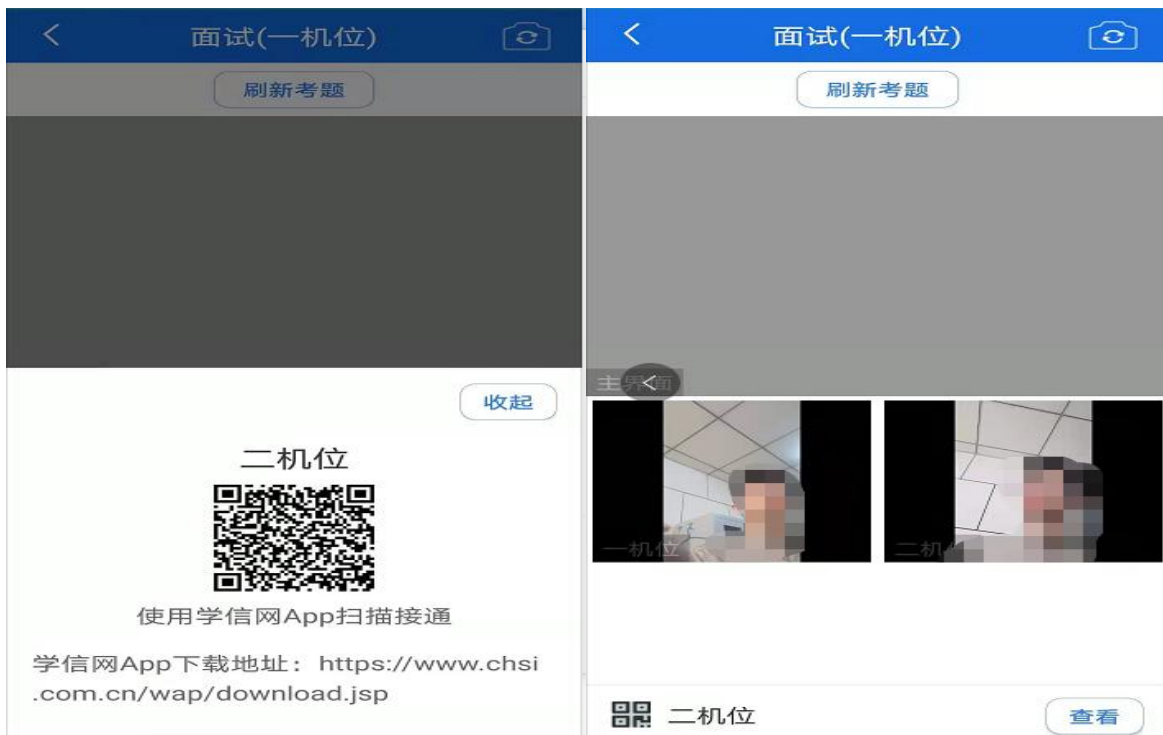 面试(一机位)
刷新考题
收起
二机位
使用学信网App扫描接通
学信网App下载地址：https://www.chsi
.com.cn/wap/download.jsp
面试(一机位)
刷新考题
主界面
一机位
二机
二机位
查看